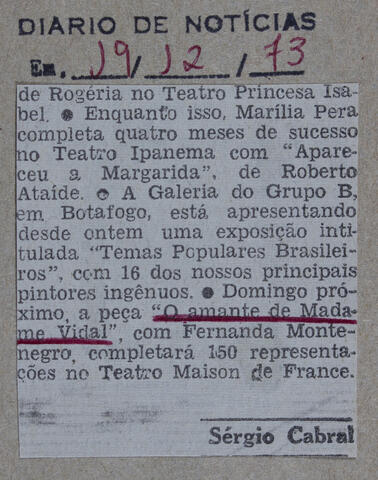 DIARIO DE NOTÍCIAS
Em, 19/12/73
de Rogéria no Teatro Princesa Isa-
bel. ● Enquanto isso, Marília Pera
completa quatro meses de sucesso
no Teatro Ipanema com “Apare-
ceu a Margarida”, de Roberto
Ataíde. ● A Galeria do Grupo B,
em Botafogo, está apresentando
desde ontem uma exposição inti-
tulada “Temas Populares Brasilei-
ros”, com 16 dos nossos principais
pintores ingênuos. ● Domingo pró-
ximo, a peça “O amante de Mada-
me Vidal”, com Fernanda Monte-
negro, completará 150 representa-
ções no Teatro Maison de France.
Sérgio Cabral